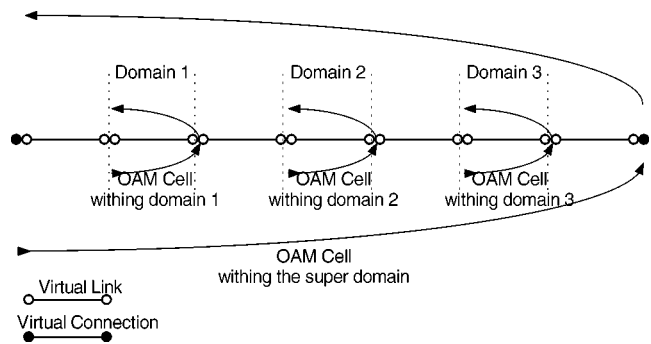 Domain 1 Domain 2 Domain 3
OAM Cell OAM Cell OAM Cell
withing domain 1 withing domain 2 withing domain 3
OAM Cell
withing the super domain
Virtual Link
Virtual Connection